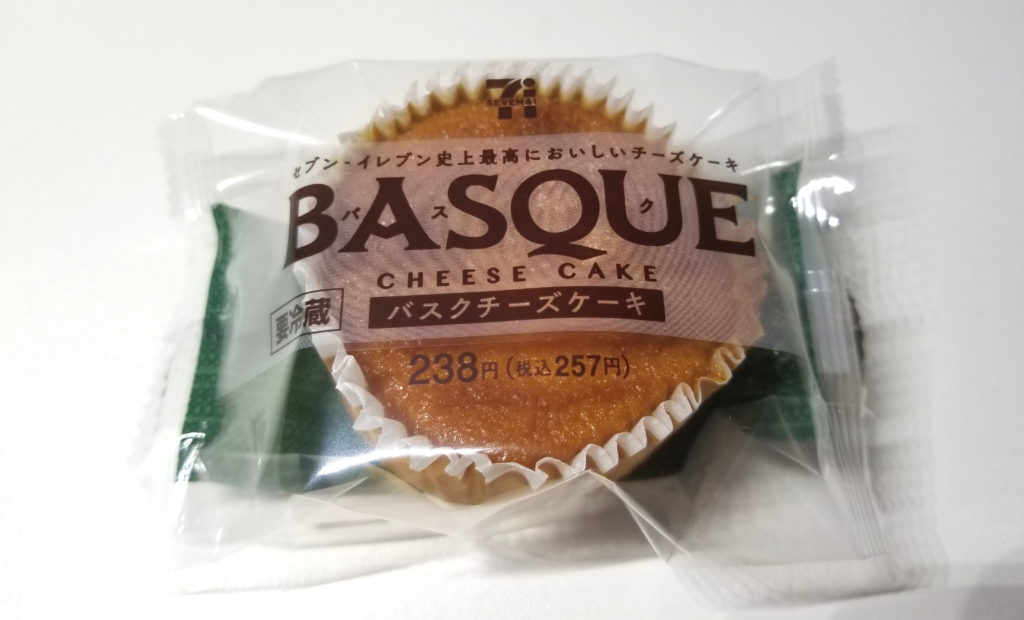 SEVEN&i
セブン-イレブン史上最高においしいチーズケーキ
BASQUE
バスク
CHEESE CAKE
バスクチーズケーキ
要冷蔵
238円(税込257円)